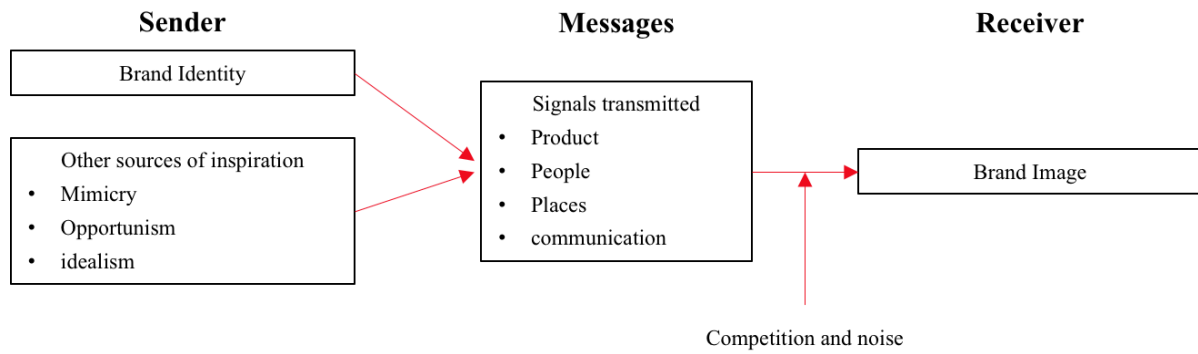 Sender
Messages
Receiver
Brand Identity
Other sources of inspiration
• Mimicry
• Opportunism
• idealism
Signals transmitted
• Product
• People
• Places
• communication
Brand Image
Competition and noise